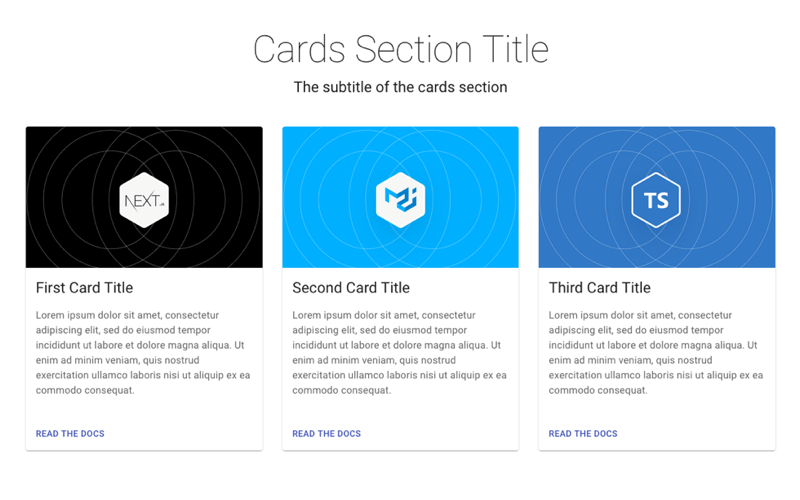 Cards Section Title
The subtitle of the cards section
NEXT.JS
TS
First Card Title
Lorem ipsum dolor sit amet, consectetur
adipiscing elit, sed do eiusmod tempor
incididunt ut labore et dolore magna aliqua. Ut
enim ad minim veniam, quis nostrud
exercitation ullamco laboris nisi ut aliquip ex ea
commodo consequat.
READ THE DOCS
Second Card Title
Lorem ipsum dolor sit amet, consectetur
adipiscing elit, sed do eiusmod tempor
incididunt ut labore et dolore magna aliqua. Ut
enim ad minim veniam, quis nostrud
exercitation ullamco laboris nisi ut aliquip ex ea
commodo consequat.
READ THE DOCS
Third Card Title
Lorem ipsum dolor sit amet, consectetur
adipiscing elit, sed do eiusmod tempor
incididunt ut labore et dolore magna aliqua. Ut
enim ad minim veniam, quis nostrud
exercitation ullamco laboris nisi ut aliquip ex ea
commodo consequat.
READ THE DOCS